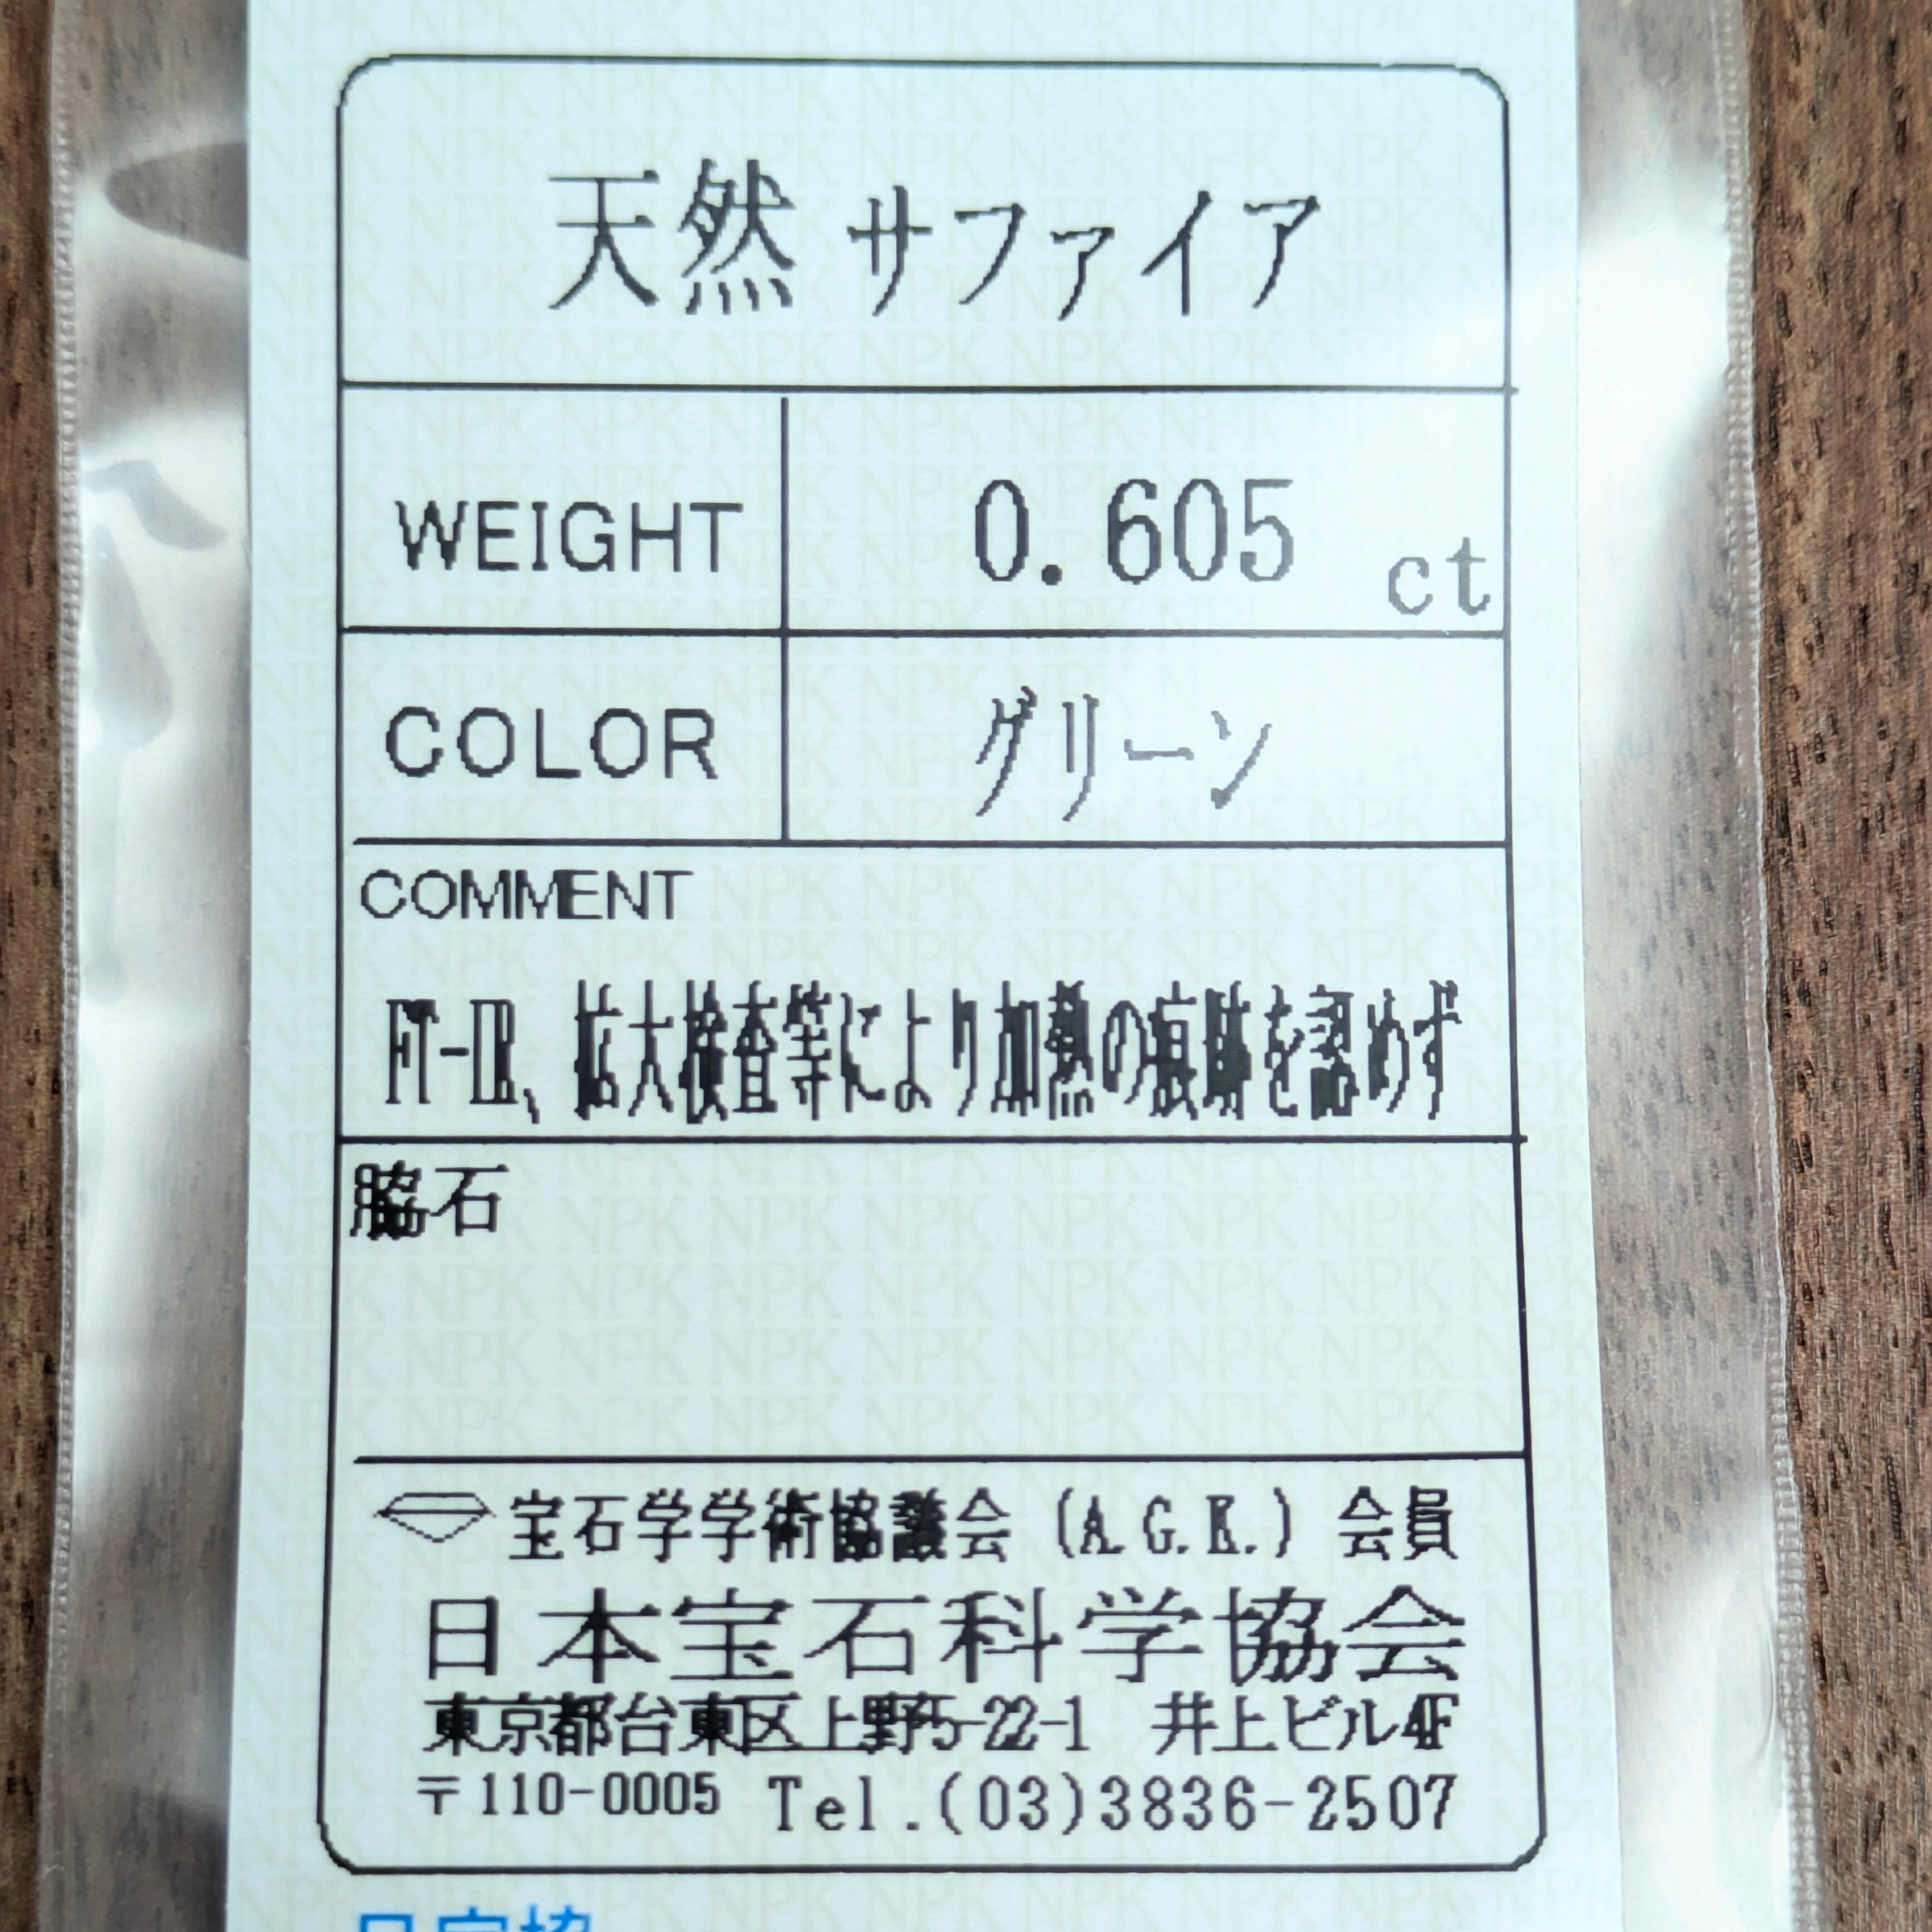 天然 サファイア
WEIGHT 0.605 ct
COLOR グリーン
COMMENT
FT-IR、拡大検査等により加熱の痕跡を認めず
脇石
宝石学学術協議会 (A.G.K.) 会員
日本宝石科学協会
東京都台東区上野5-22-1 井上ビル4F
〒110-0005 Tel.(03)3836-2507